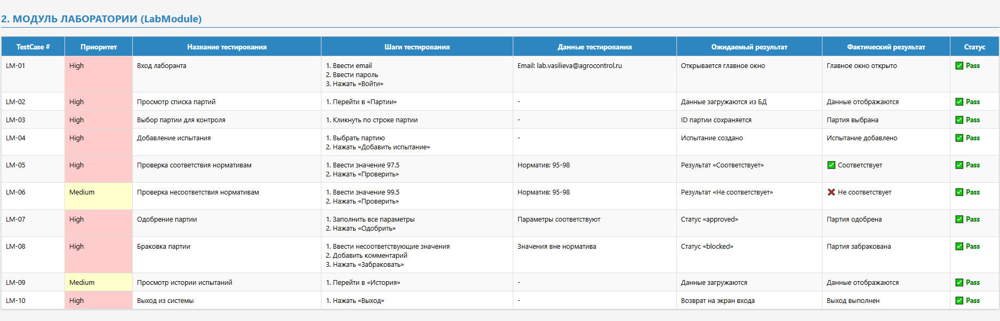 2. МОДУЛЬ ЛАБОРАТОРИИ (LabModule)
TestCase # Приоритет Название тестирования Шаги тестирования Данные тестирования Ожидаемый результат Фактический результат Статус
LM-01 High Вход лаборанта 1. Ввести email Email: lab.vasilieva@agrocontrol.ru Открывается главное окно Главное окно открыто ✅ Pass
2. Ввести пароль
3. Нажать «Войти»
LM-02 High Просмотр списка партий 1. Перейти в «Партии» - Данные загружаются из БД Данные отображаются ✅ Pass
LM-03 High Выбор партии для контроля 1. Кликнуть по строке партии - ID партии сохраняется Партия выбрана ✅ Pass
LM-04 High Добавление испытания 1. Выбрать партию - Испытание создано Испытание добавлено ✅ Pass
2. Нажать «Добавить испытание»
LM-05 High Проверка соответствия нормативам 1. Ввести значение 97.5 Норматив: 95-98 Результат «Соответствует» ✅ Соответствует ✅ Pass
2. Нажать «Проверить»
LM-06 Medium Проверка несоответствия нормативам 1. Ввести значение 99.5 Норматив: 95-98 Результат «Не соответствует» ❌ Не соответствует ✅ Pass
2. Нажать «Проверить»
LM-07 High Одобрение партии 1. Заполнить все параметры Параметры соответствуют Статус «approved» Партия одобрена ✅ Pass
2. Нажать «Одобрить»
LM-08 High Браковка партии 1. Ввести несоответствующие значения Значения вне норматива Статус «blocked» Партия забракована ✅ Pass
2. Добавить комментарий
3. Нажать «Забраковать»
LM-09 Medium Просмотр истории испытаний 1. Перейти в «История» - Данные загружаются Данные отображаются ✅ Pass
LM-10 High Выход из системы 1. Нажать «Выход» - Возврат на экран входа Выход выполнен ✅ Pass